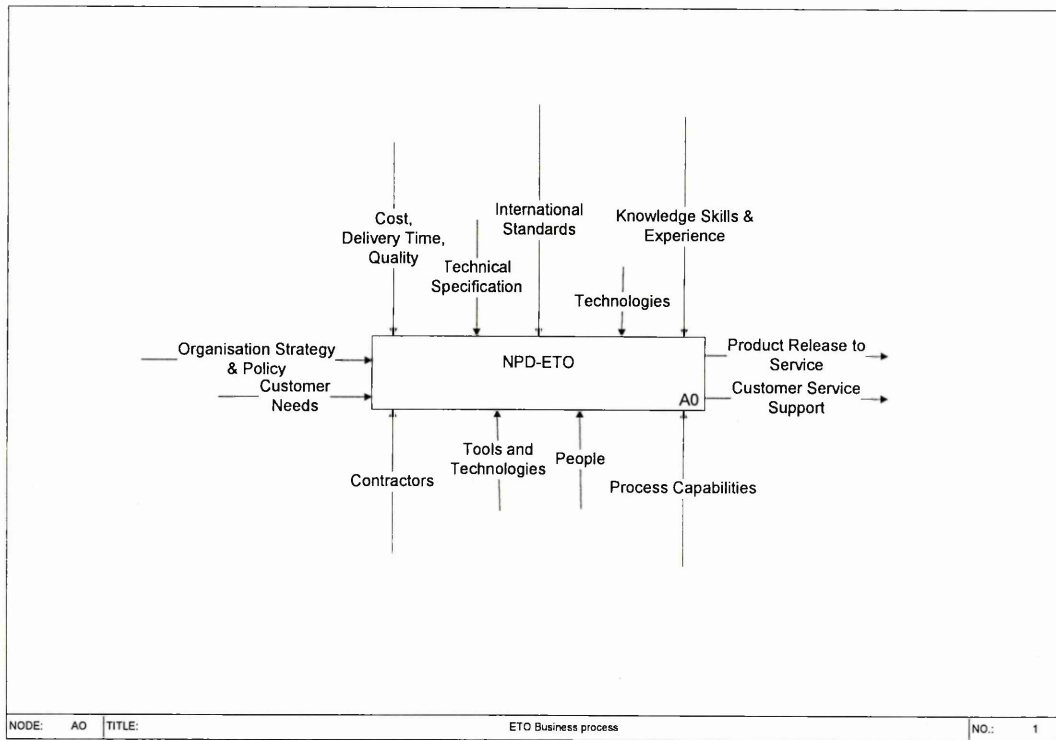 Cost,
Delivery Time,
Quality
Technical
Specification
International
Standards
Technologies
Knowledge Skills &
Experience
Organisation Strategy
& Policy
Customer
Needs
NPD-ETO
A0
Product Release to
Service
Customer Service
Support
Contractors
Tools and
Technologies
People
Process Capabilities
NODE: AO TITLE: ETO Business process NO.: 1